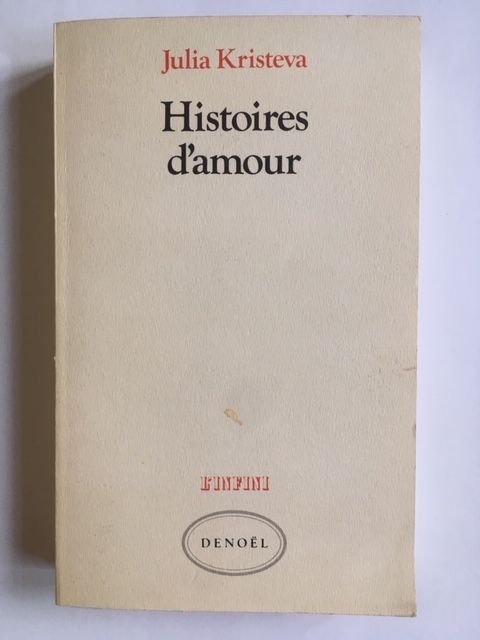 Julia Kristeva
Histoires
d'amour
L'INFINI
DENOËL